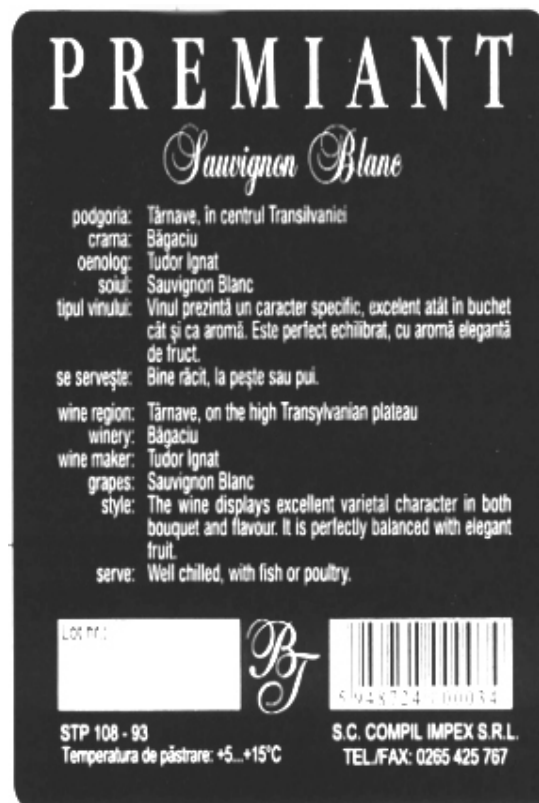 PREMIANT
Sauvignon Blanc
podgoria: Târnave, în centrul Transilvaniei
crama: Băgaciu
oenolog: Tudor Ignat
soiul: Sauvignon Blanc
tipul vinului: Vinul prezintă un caracter specific, excelent atât în buchet
cât și ca aromă. Este perfect echilibrat, cu aromă elegantă
de fruct.
se servește: Bine răcit, la pește sau pui.
wine region: Târnave, on the high Transylvanian plateau
winery: Băgaciu
wine maker: Tudor Ignat
grapes: Sauvignon Blanc
style: The wine displays excellent varietal character in both
bouquet and flavour. It is perfectly balanced with elegant
fruit.
serve: Well chilled, with fish or poultry.
Lot nr.:
BT
STP 108 - 93
Temperatura de păstrare: +5...+15°C
S.C. COMPIL IMPEX S.R.L.
TEL./FAX: 0265 425 767